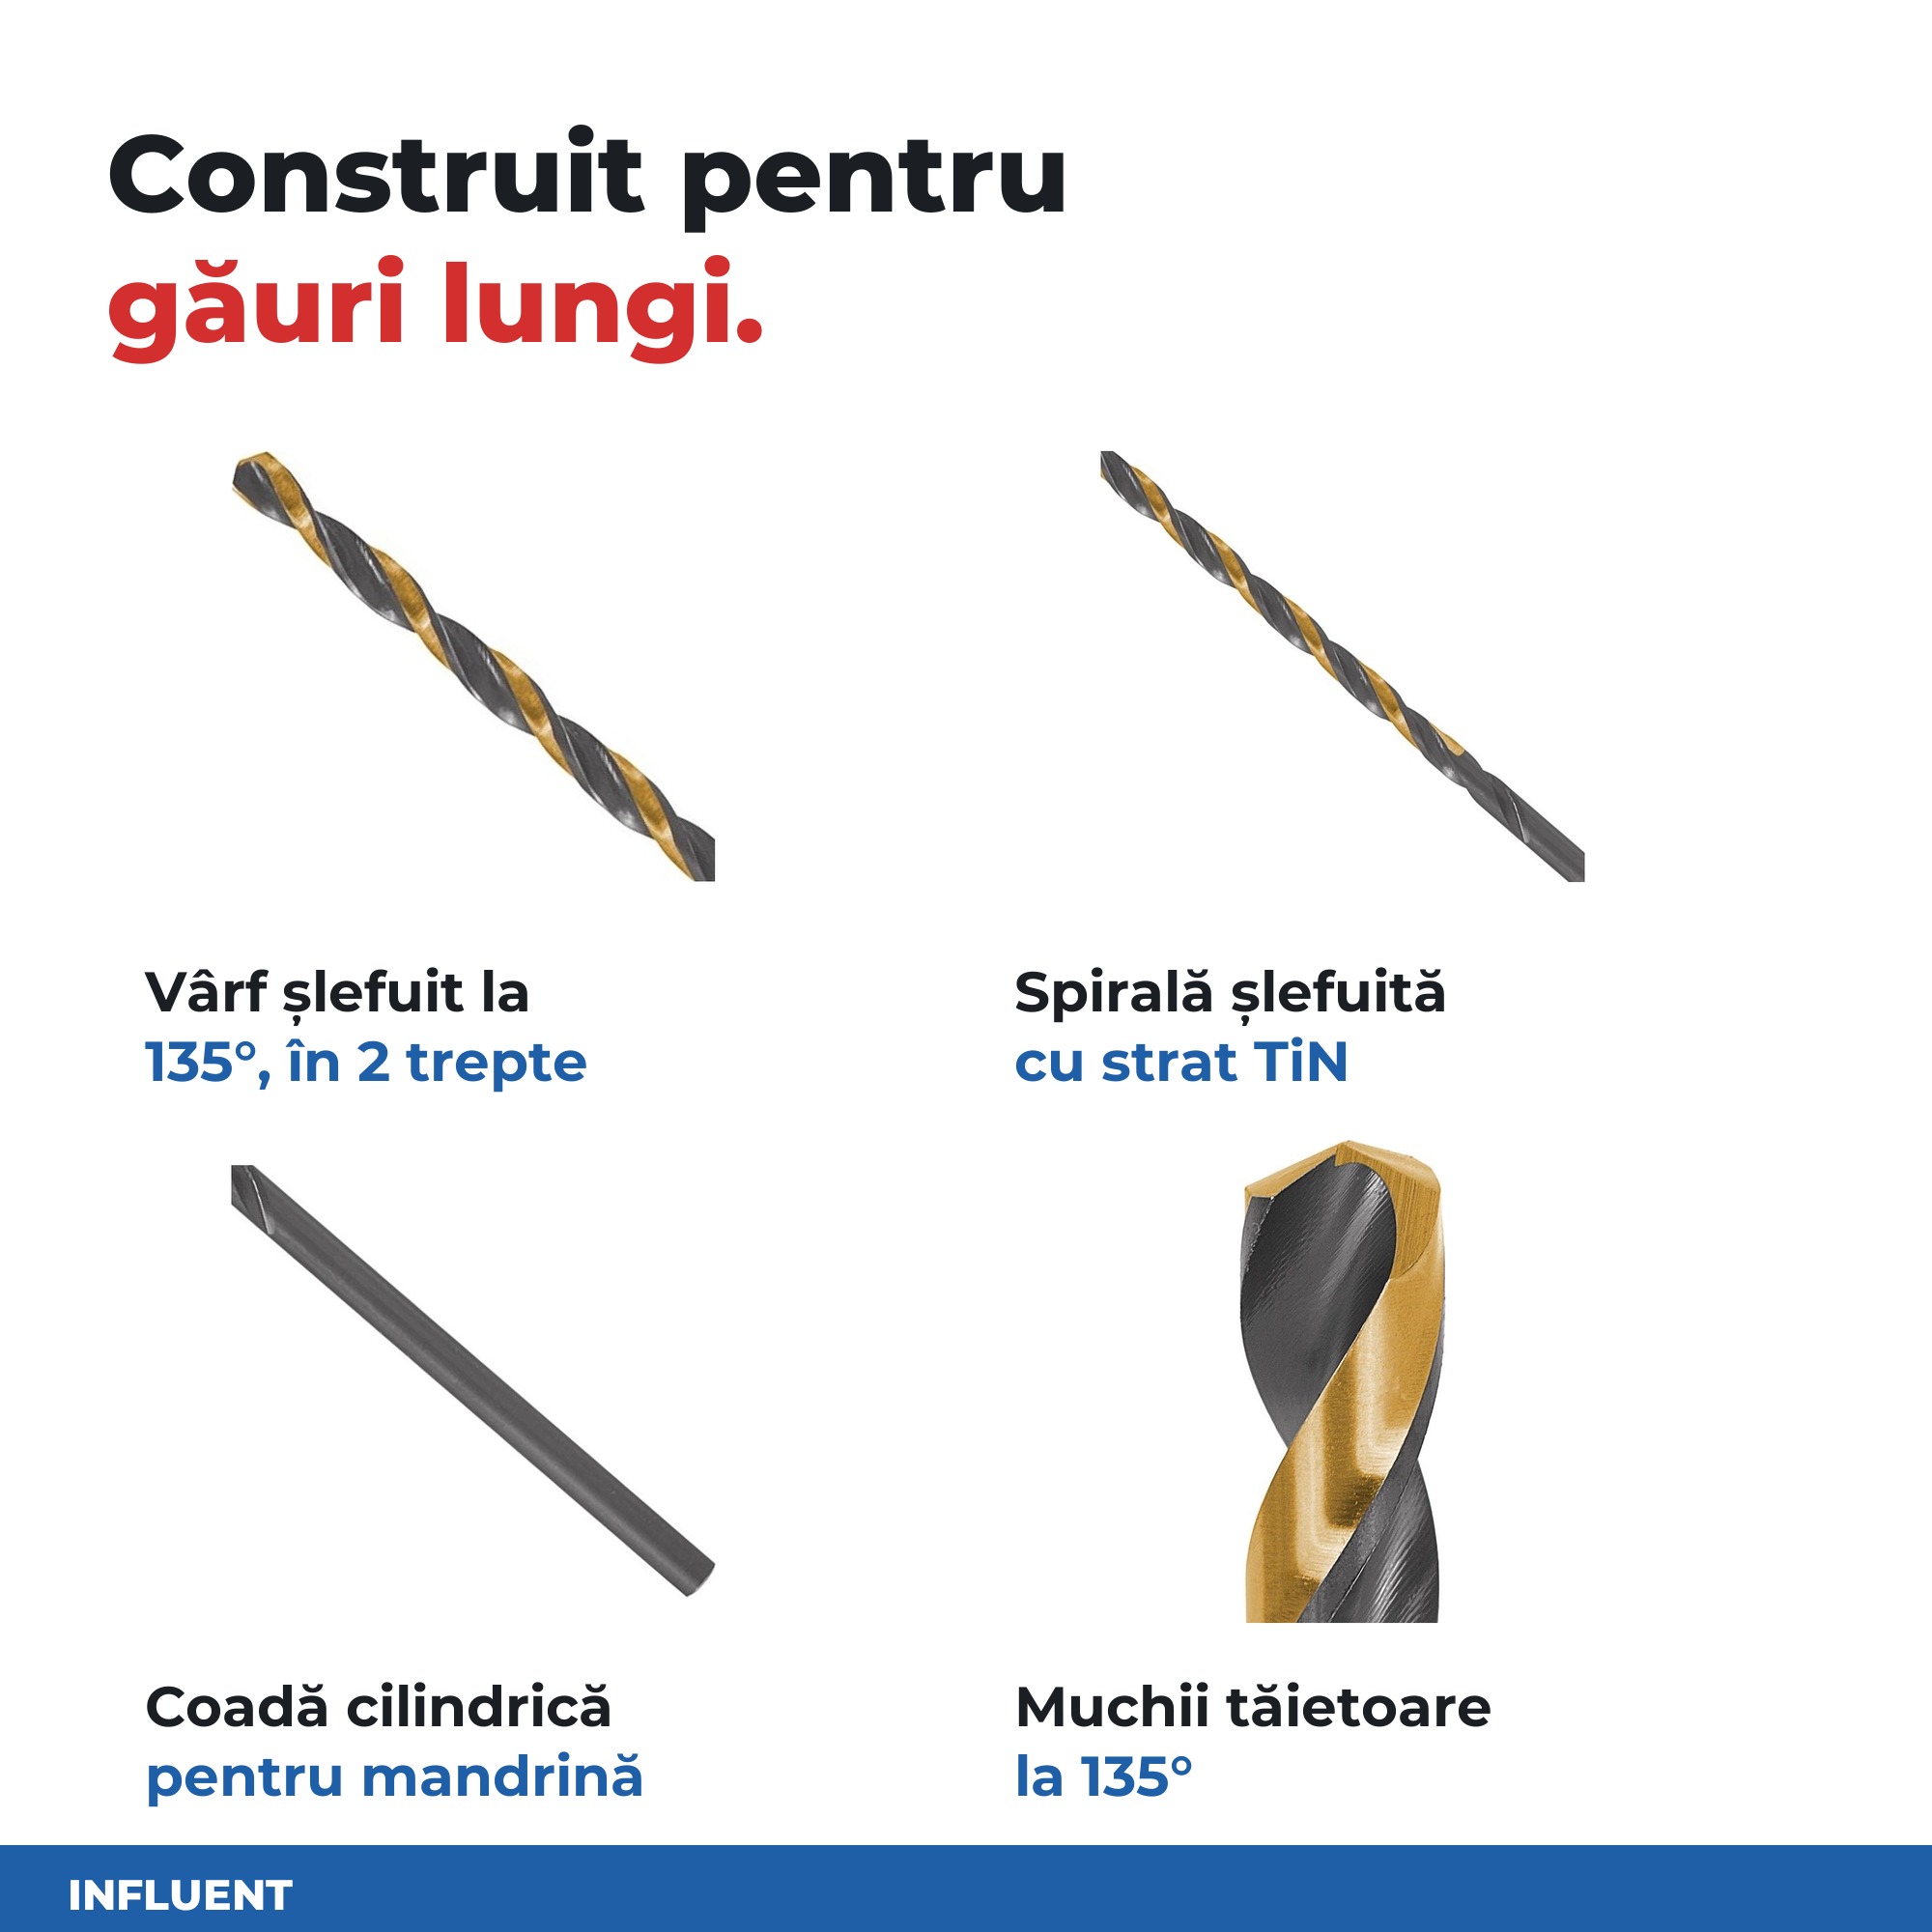 Construit pentru
găuri lungi.
Vârf șlefuit la
135°, în 2 trepte
Spirală șlefuită
cu strat TiN
Coadă cilindrică
pentru mandrină
Muchii tăietoare
la 135°
INFLUENT